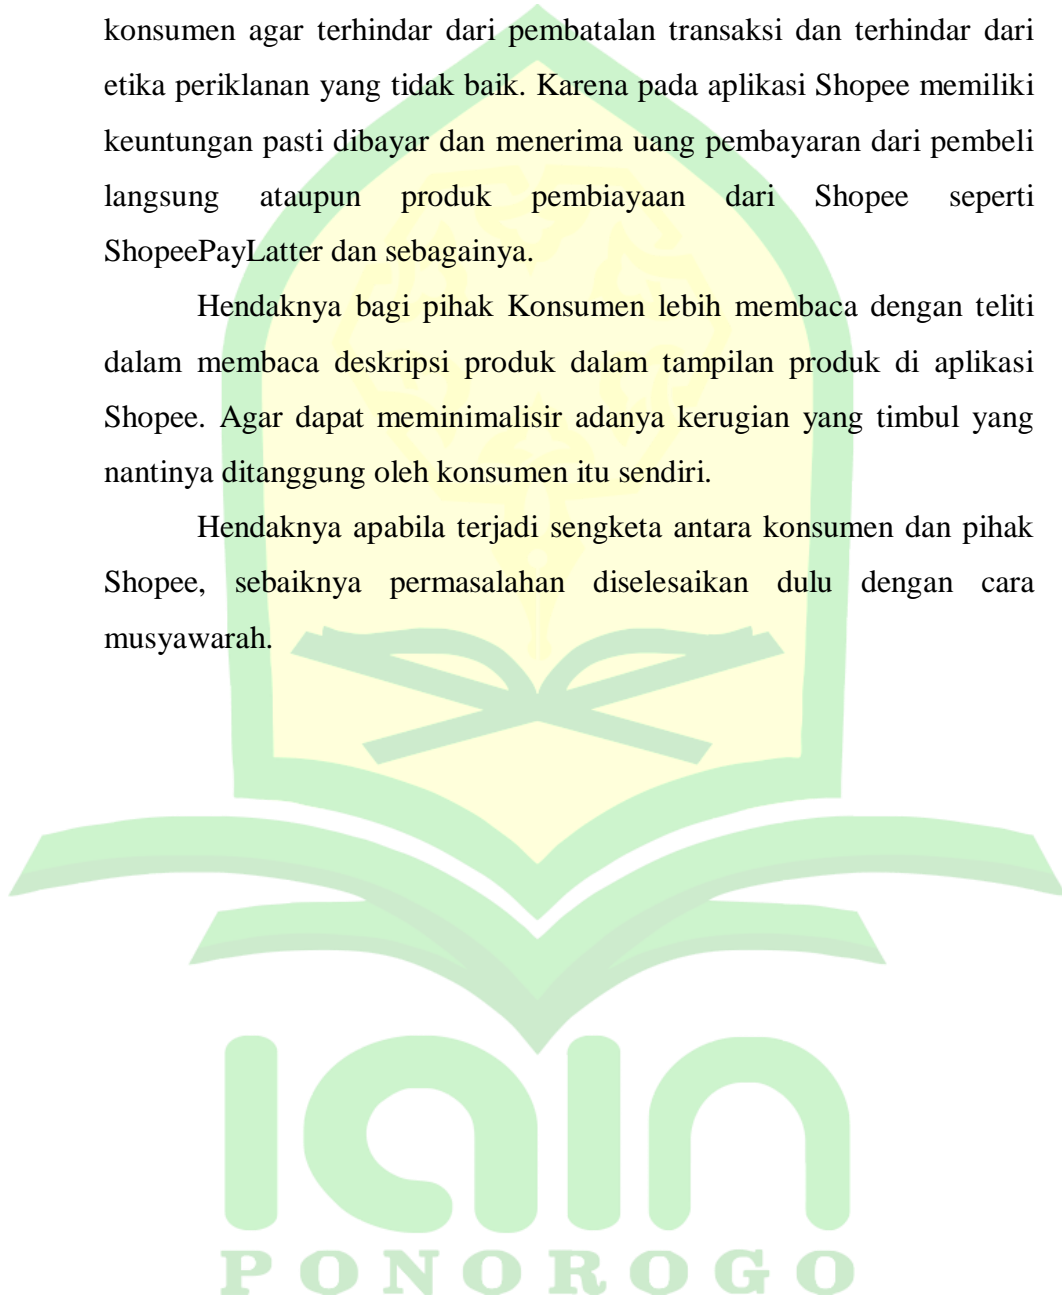 konsumen agar terhindar dari pembatalan transaksi dan terhindar dari
etika periklanan yang tidak baik. Karena pada aplikasi Shopee memiliki
keuntungan pasti dibayar dan menerima uang pembayaran dari pembeli
langsung ataupun produk pembiayaan dari Shopee seperti
ShopeePayLatter dan sebagainya.
Hendaknya bagi pihak Konsumen lebih membaca dengan teliti
dalam membaca deskripsi produk dalam tampilan produk di aplikasi
Shopee. Agar dapat meminimalisir adanya kerugian yang timbul yang
nantinya ditanggung oleh konsumen itu sendiri.
Hendaknya apabila terjadi sengketa antara konsumen dan pihak
Shopee, sebaiknya permasalahan diselesaikan dulu dengan cara
musyawarah.
IAIN
PONOROGO